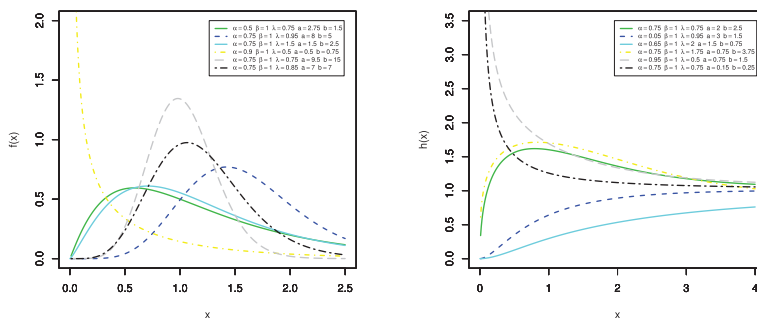 f(x)
2.0
1.5
1.0
0.5
0.0
α = 0.5 β = 1 λ = 0.75 a = 2.75 b = 1.5
α = 0.75 β = 1 λ = 0.95 a = 8 b = 5
α = 0.75 β = 1 λ = 1.5 a = 1.5 b = 2.5
α = 0.9 β = 1 λ = 0.5 a = 0.5 b = 0.75
α = 0.75 β = 1 λ = 0.75 a = 9.5 b = 15
α = 0.75 β = 1 λ = 0.85 a = 7 b = 7
0.0 0.5 1.0 1.5 2.0 2.5
x
h(x)
3.5
3.0
2.5
2.0
1.5
1.0
0.5
0.0
α = 0.75 β = 1 λ = 0.75 a = 2 b = 2.5
α = 0.05 β = 1 λ = 0.95 a = 3 b = 1.5
α = 0.65 β = 1 λ = 2 a = 1.5 b = 0.75
α = 0.75 β = 1 λ = 1.75 a = 0.75 b = 3.75
α = 0.95 β = 1 λ = 0.5 a = 0.75 b = 1.5
α = 0.75 β = 1 λ = 0.75 a = 0.15 b = 0.25
0 1 2 3 4
x